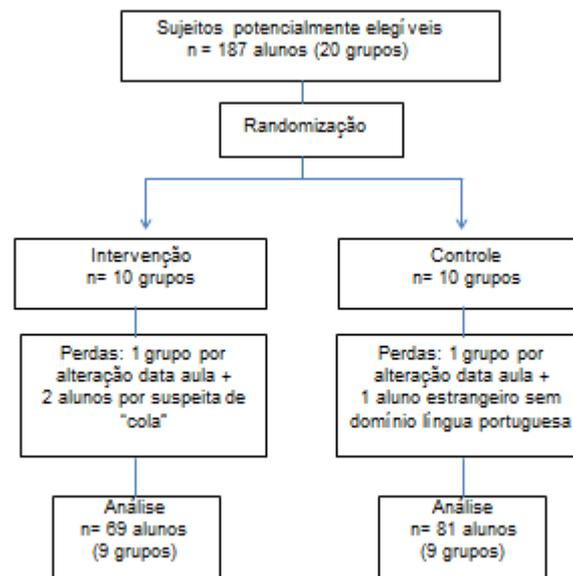 Sujeitos potencialmente elegíveis
n = 187 alunos (20 grupos)
Randomização
Intervenção
n= 10 grupos
Controle
n= 10 grupos
Perdas: 1 grupo por
alteração data aula +
2 alunos por suspeita de
"cola"
Perdas: 1 grupo por
alteração data aula +
1 aluno estrangeiro sem
domínio língua portuguesa
Análise
n= 69 alunos
(9 grupos)
Análise
n= 81 alunos
(9 grupos)